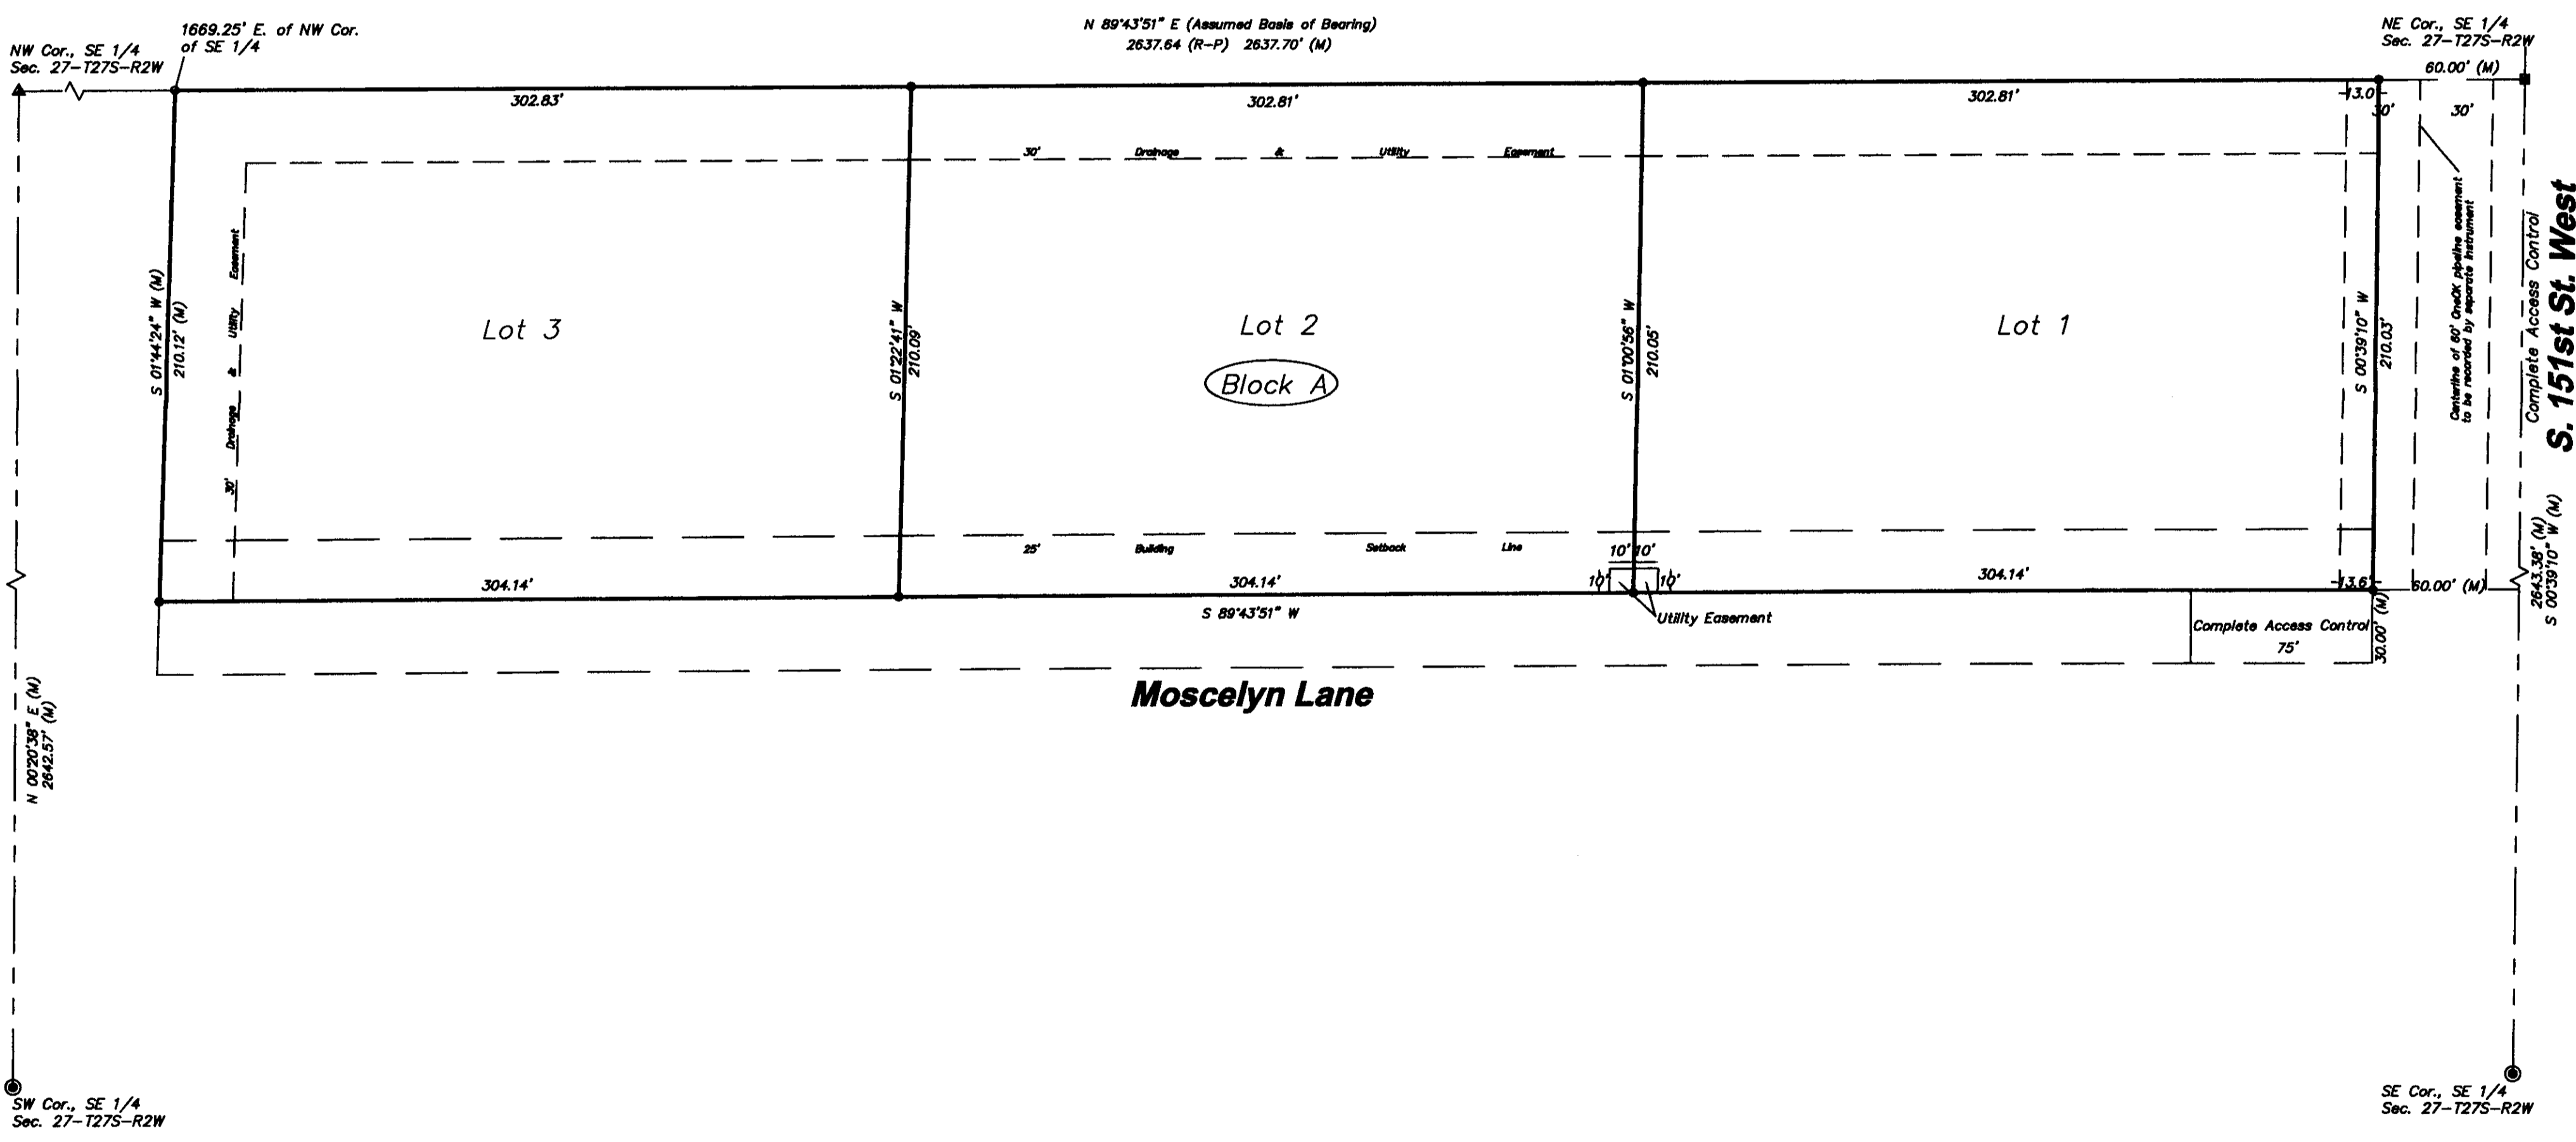 N 89°43'51" E (Assumed Basis of Bearing)
2637.64 (R-P) 2637.70' (M)
1669.25' E. of NW Cor.
of SE 1/4
NW Cor., SE 1/4
Sec. 27-T27S-R2W
NE Cor., SE 1/4
Sec. 27-T27S-R2W
60.00' (M)
302.83'
302.81'
302.81'
13.0
30'
30'
30' Drainage & Utility Easement
30' Drainage & Utility Easement
S 01°44'24" W (M)
210.12' (M)
S 01°22'41" W
210.09'
S 01°00'56" W
210.05'
S 00°39'10" W
210.03'
Lot 3
Lot 2
Lot 1
Block A
Centerline of 60' OneOK pipeline easement
to be recorded by separate instrument
Complete Access Control
S. 151st St. West
2643.38' (M)
S 00°39'10" W (M)
25' Building Setback Line
10' 10'
10' 10'
304.14'
304.14'
304.14'
13.6'
60.00' (M)
S 89°43'51" W
Utility Easement
Complete Access Control
75'
30.00' (M)
Moscelyn Lane
N 00°20'38" E (M)
2642.57' (M)
SW Cor., SE 1/4
Sec. 27-T27S-R2W
SE Cor., SE 1/4
Sec. 27-T27S-R2W